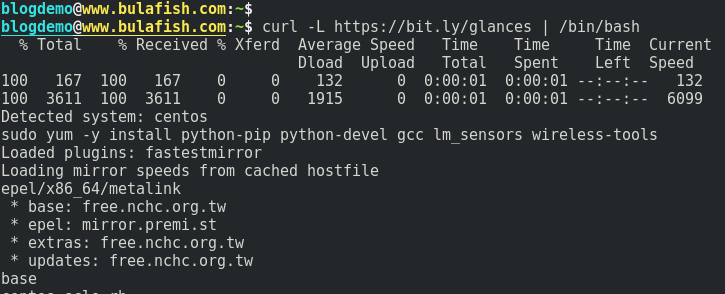 blogdemo@www.bulafish.com:~$
blogdemo@www.bulafish.com:~$ curl -L https://bit.ly/glances | /bin/bash
  % Total    % Received % Xferd  Average Speed   Time    Time     Time  Current
                                 Dload  Upload   Total   Spent    Left  Speed
100   167  100   167    0     0    132      0  0:00:01  0:00:01 --:--:--   132
100  3611  100  3611    0     0   1915      0  0:00:01  0:00:01 --:--:--  6099
Detected system: centos
sudo yum -y install python-pip python-devel gcc lm_sensors wireless-tools
Loaded plugins: fastestmirror
Loading mirror speeds from cached hostfile
epel/x86_64/metalink
 * base: free.nchc.org.tw
 * epel: mirror.premi.st
 * extras: free.nchc.org.tw
 * updates: free.nchc.org.tw
base